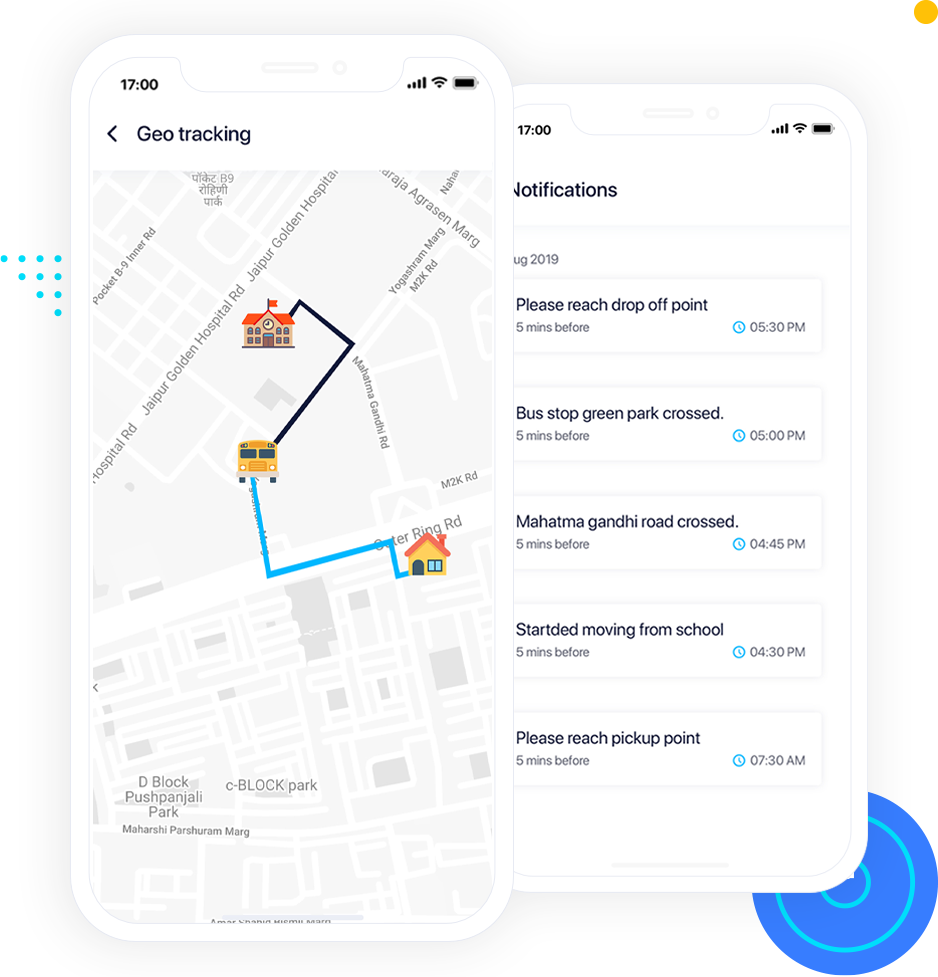 17:00
Geo tracking
पॉकेट B9
रोहिणी
पार्क
Jaipur Golden Hospital
Agrasen Marg
Pocket B-9 Inner Rd
Yogashram Marg
M2K Rd
Jaipur Golden Hospital Rd
Mahatma Gandhi Rd
Hospital Rd
M2K Rd
Outer Ring Rd
D Block
Pushpanjali
Park
c-BLOCK park
Maharshi Parshuram Marg
17:00
Notifications
ug 2019
Please reach drop off point
5 mins before
05:30 PM
Bus stop green park crossed.
5 mins before
05:00 PM
Mahatma gandhi road crossed.
5 mins before
04:45 PM
Startded moving from school
5 mins before
04:30 PM
Please reach pickup point
5 mins before
07:30 AM